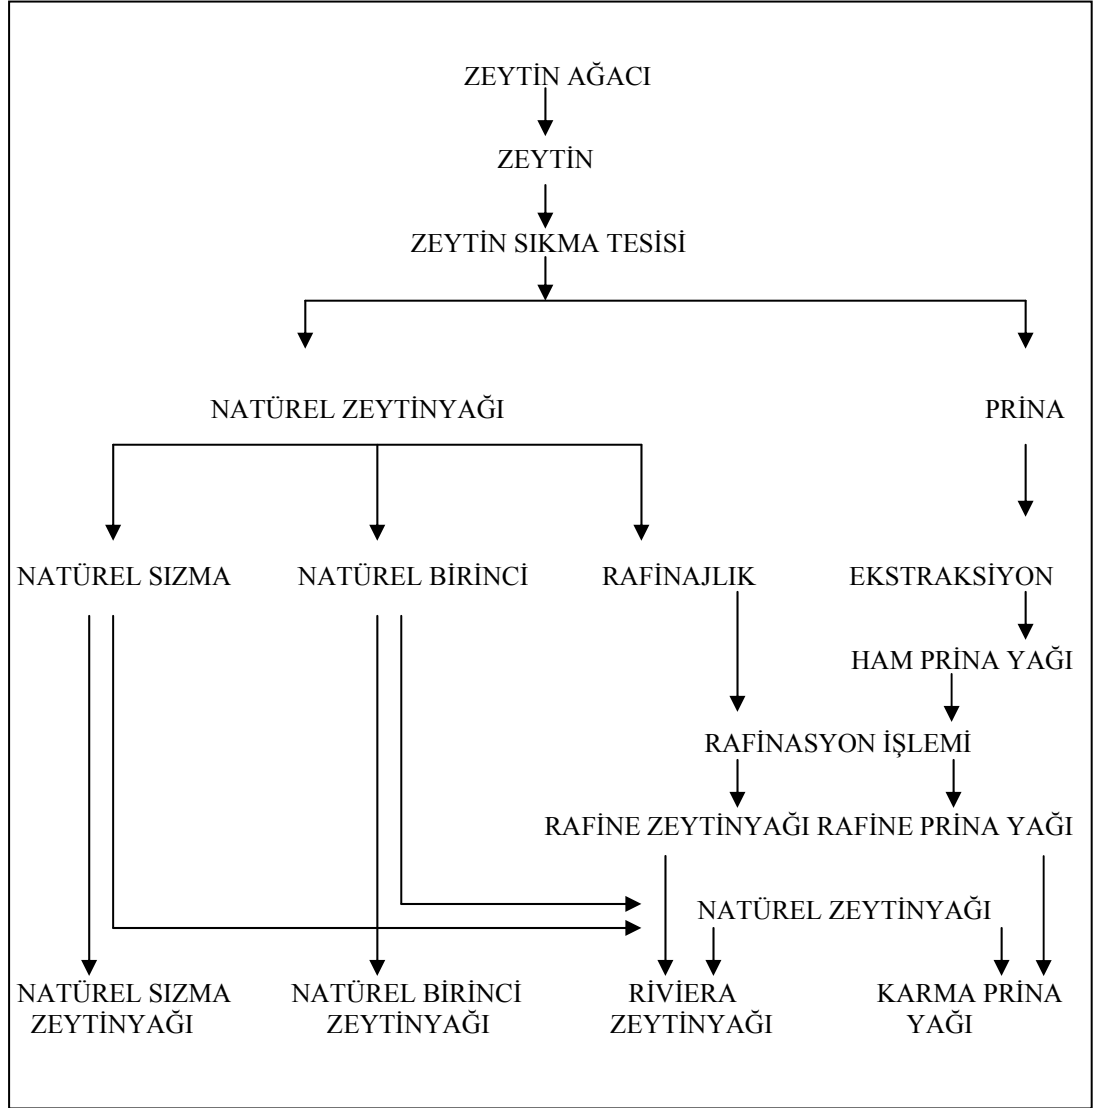 ZEYTİN AĞACI
ZEYTİN
ZEYTİN SIKMA TESİSİ
NATÜREL ZEYTİNYAĞI
PRİNA
NATÜREL SIZMA
NATÜREL BİRİNCİ
RAFİNAJLIK
EKSTRAKSİYON
HAM PRİNA YAĞI
RAFİNASYON İŞLEMİ
RAFİNE ZEYTİNYAĞI RAFİNE PRİNA YAĞI
NATÜREL ZEYTİNYAĞI
NATÜREL SIZMA
ZEYTİNYAĞI
NATÜREL BİRİNCİ
ZEYTİNYAĞI
RİVİERA
ZEYTİNYAĞI
KARMA PRİNA
YAĞI